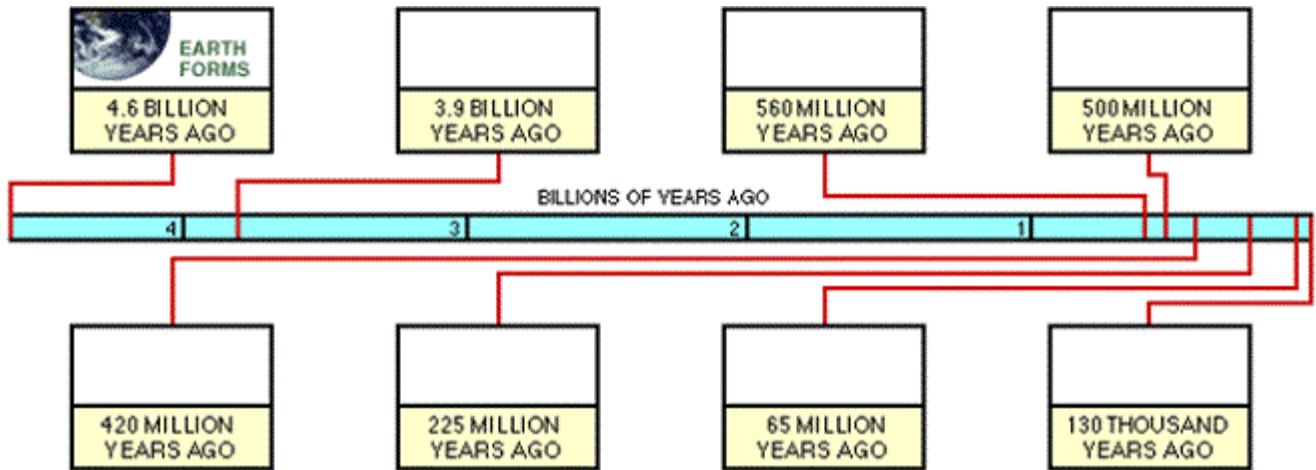 EARTH
FORMS
4.6 BILLION
YEARS AGO
3.9 BILLION
YEARS AGO
560 MILLION
YEARS AGO
500 MILLION
YEARS AGO
BILLIONS OF YEARS AGO
4
3
2
1
420 MILLION
YEARS AGO
225 MILLION
YEARS AGO
65 MILLION
YEARS AGO
130 THOUSAND
YEARS AGO